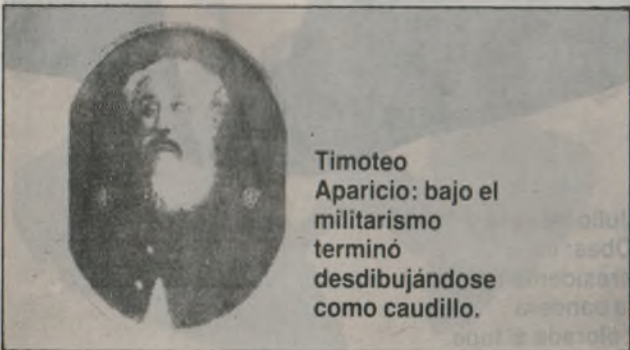 Timoteo
Aparicio: bajo el
militarismo
terminó
desdibujándose
como caudillo.